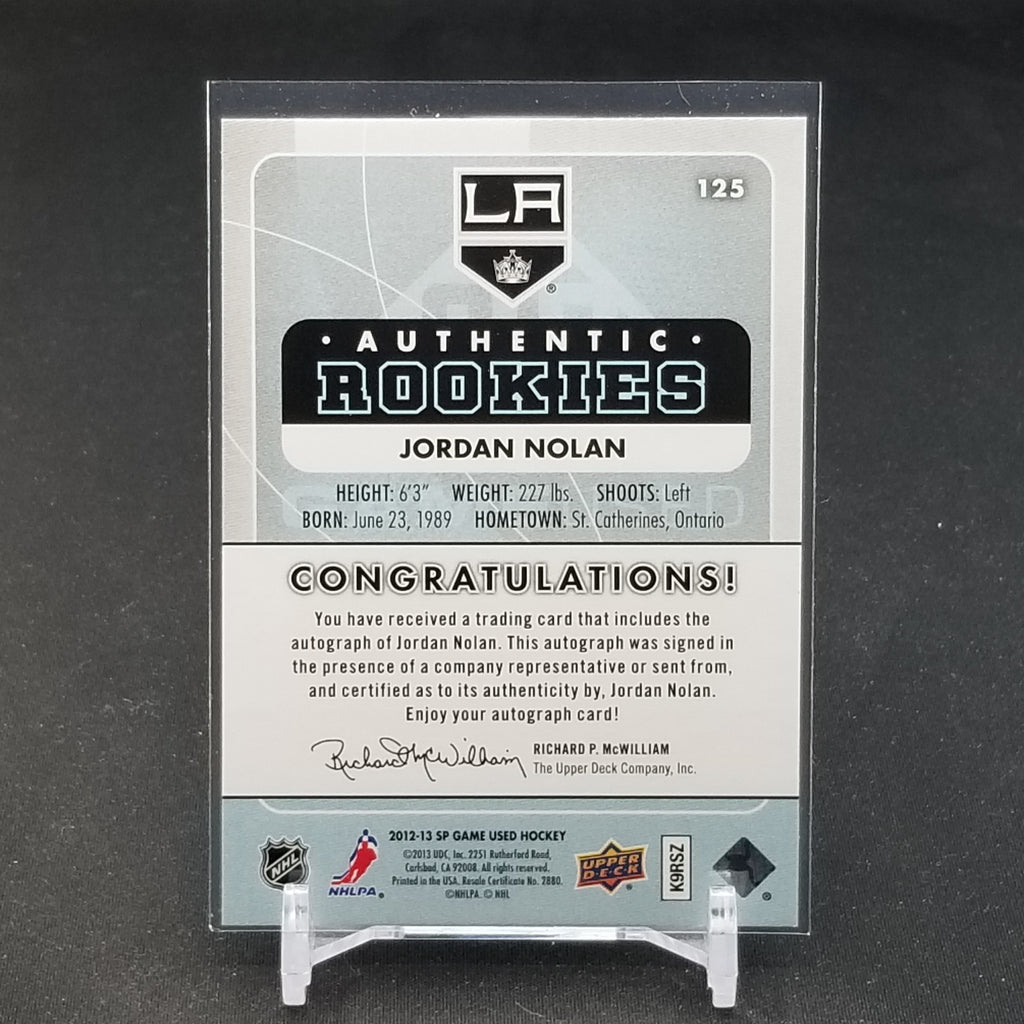 LA
125
®
• AUTHENTIC •
ROOKIES
JORDAN NOLAN
HEIGHT: 6'3" WEIGHT: 227 lbs. SHOOTS: Left
BORN: June 23, 1989 HOMETOWN: St. Catherines, Ontario
CONGRATULATIONS!
You have received a trading card that includes the
autograph of Jordan Nolan. This autograph was signed in
the presence of a company representative or sent from,
and certified as to its authenticity by, Jordan Nolan.
Enjoy your autograph card!
Richard McWilliam
RICHARD P. McWILLIAM
The Upper Deck Company, Inc.
NHL
NHLPA®
2012-13 SP GAME USED HOCKEY
©2013 UDC, Inc. 2251 Rutherford Road,
Carlsbad, CA 92008. All rights reserved.
Printed in the USA. Resale Certificate No. 2880.
©NHLPA. © NHL
UPPER
D·E·C·K
®
K9RSZ
®